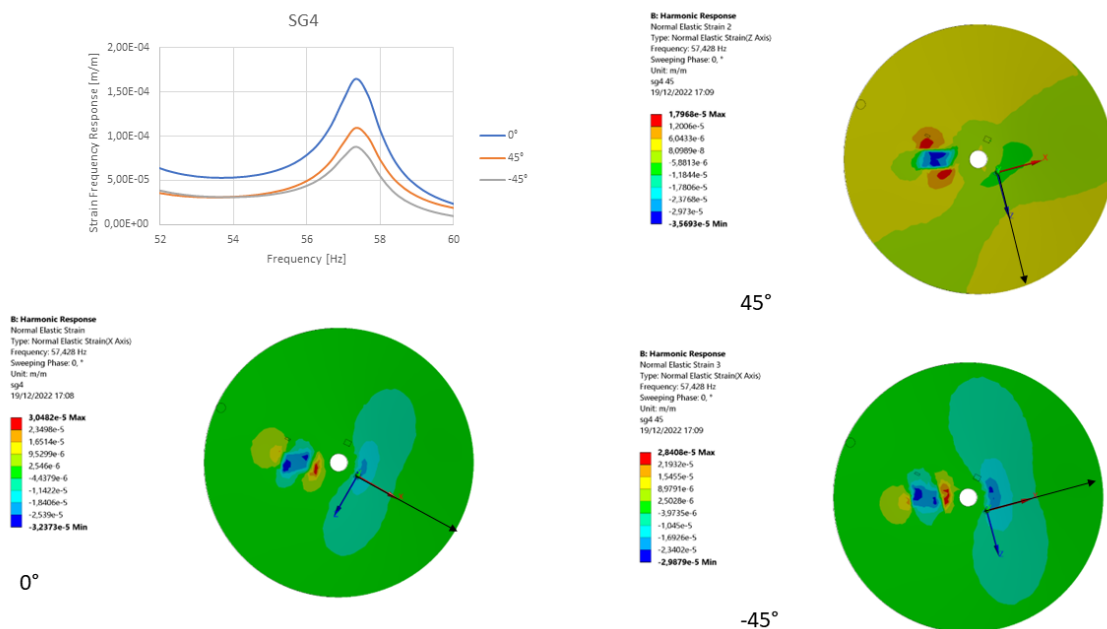 SG4
Strain Frequency Response [m/m]
2,00E-04
1,50E-04
1,00E-04
5,00E-05
0,00E+00
52
54
56
58
60
Frequency [Hz]
0°
45°
-45°
B: Harmonic Response
Normal Elastic Strain 2
Type: Normal Elastic Strain(Z Axis)
Frequency: 57,428 Hz
Sweeping Phase: 0, °
Unit: m/m
sg4 45
19/12/2022 17:09
1,7968e-5 Max
1,2006e-5
6,0433e-6
8,0989e-8
-5,8813e-6
-1,1844e-5
-1,7806e-5
-2,3768e-5
-2,973e-5
-3,5693e-5 Min
X
45°
B: Harmonic Response
Normal Elastic Strain
Type: Normal Elastic Strain(X Axis)
Frequency: 57,428 Hz
Sweeping Phase: 0, °
Unit: m/m
sg4
19/12/2022 17:08
3,0482e-5 Max
2,3498e-5
1,6514e-5
9,5299e-6
2,546e-6
-4,4379e-6
-1,1422e-5
-1,8406e-5
-2,539e-5
-3,2373e-5 Min
0°
B: Harmonic Response
Normal Elastic Strain 3
Type: Normal Elastic Strain(X Axis)
Frequency: 57,428 Hz
Sweeping Phase: 0, °
Unit: m/m
sg4 45
19/12/2022 17:09
2,8408e-5 Max
2,1932e-5
1,5455e-5
8,9791e-6
2,5028e-6
-3,9735e-6
-1,045e-5
-1,6926e-5
-2,3402e-5
-2,9879e-5 Min
-45°